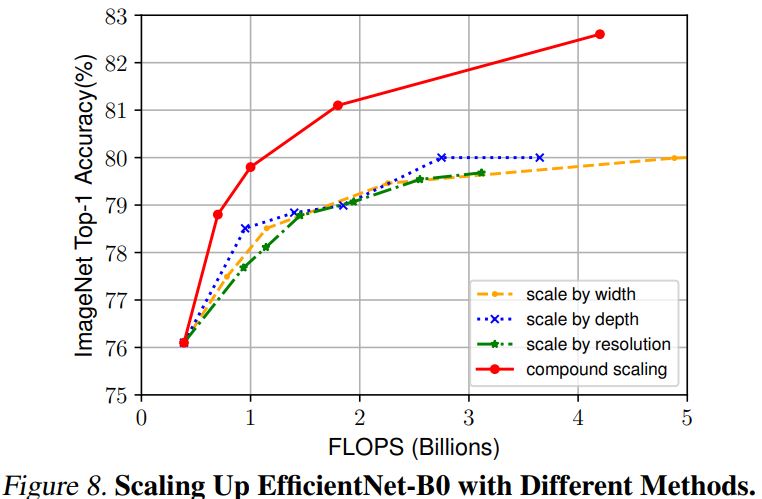 83
82
81
80
79
78
77
76
75
ImageNet Top-1 Accuracy(%)
scale by width
scale by depth
scale by resolution
compound scaling
0 1 2 3 4 5
FLOPS (Billions)
Figure 8. Scaling Up EfficientNet-B0 with Different Methods.